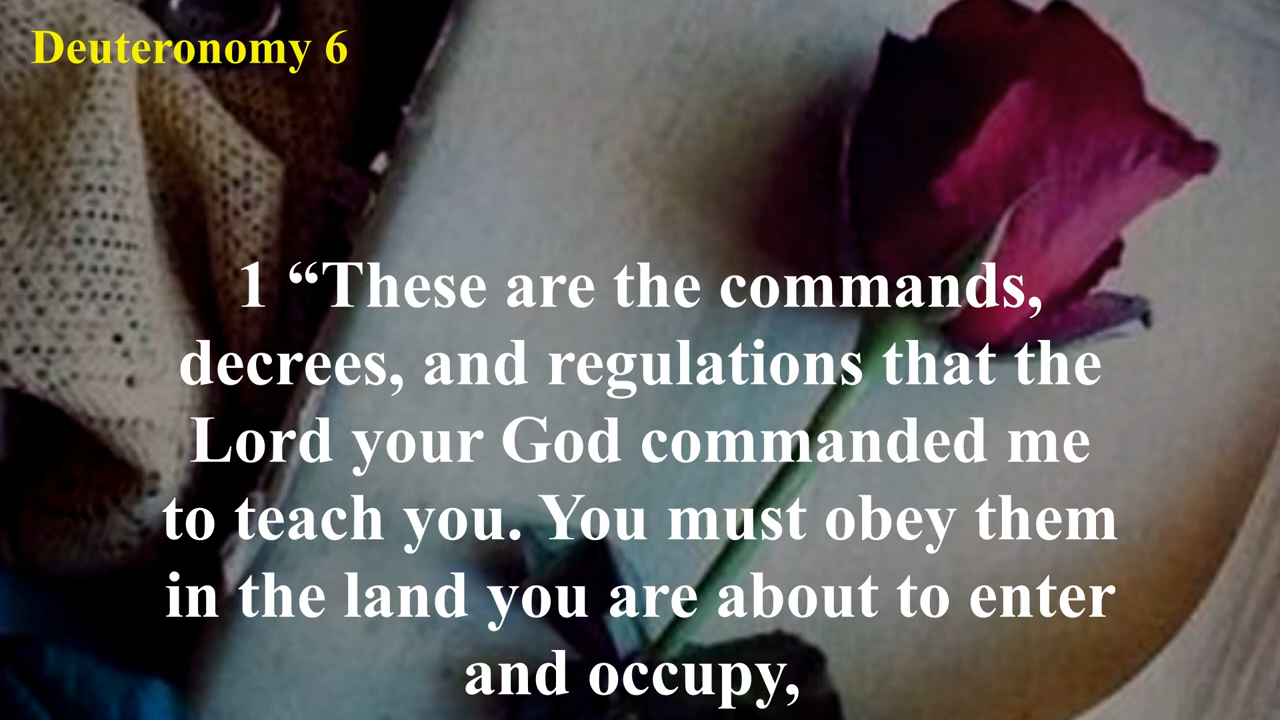 Deuteronomy 6
1 “These are the commands,
decrees, and regulations that the
Lord your God commanded me
to teach you. You must obey them
in the land you are about to enter
and occupy,